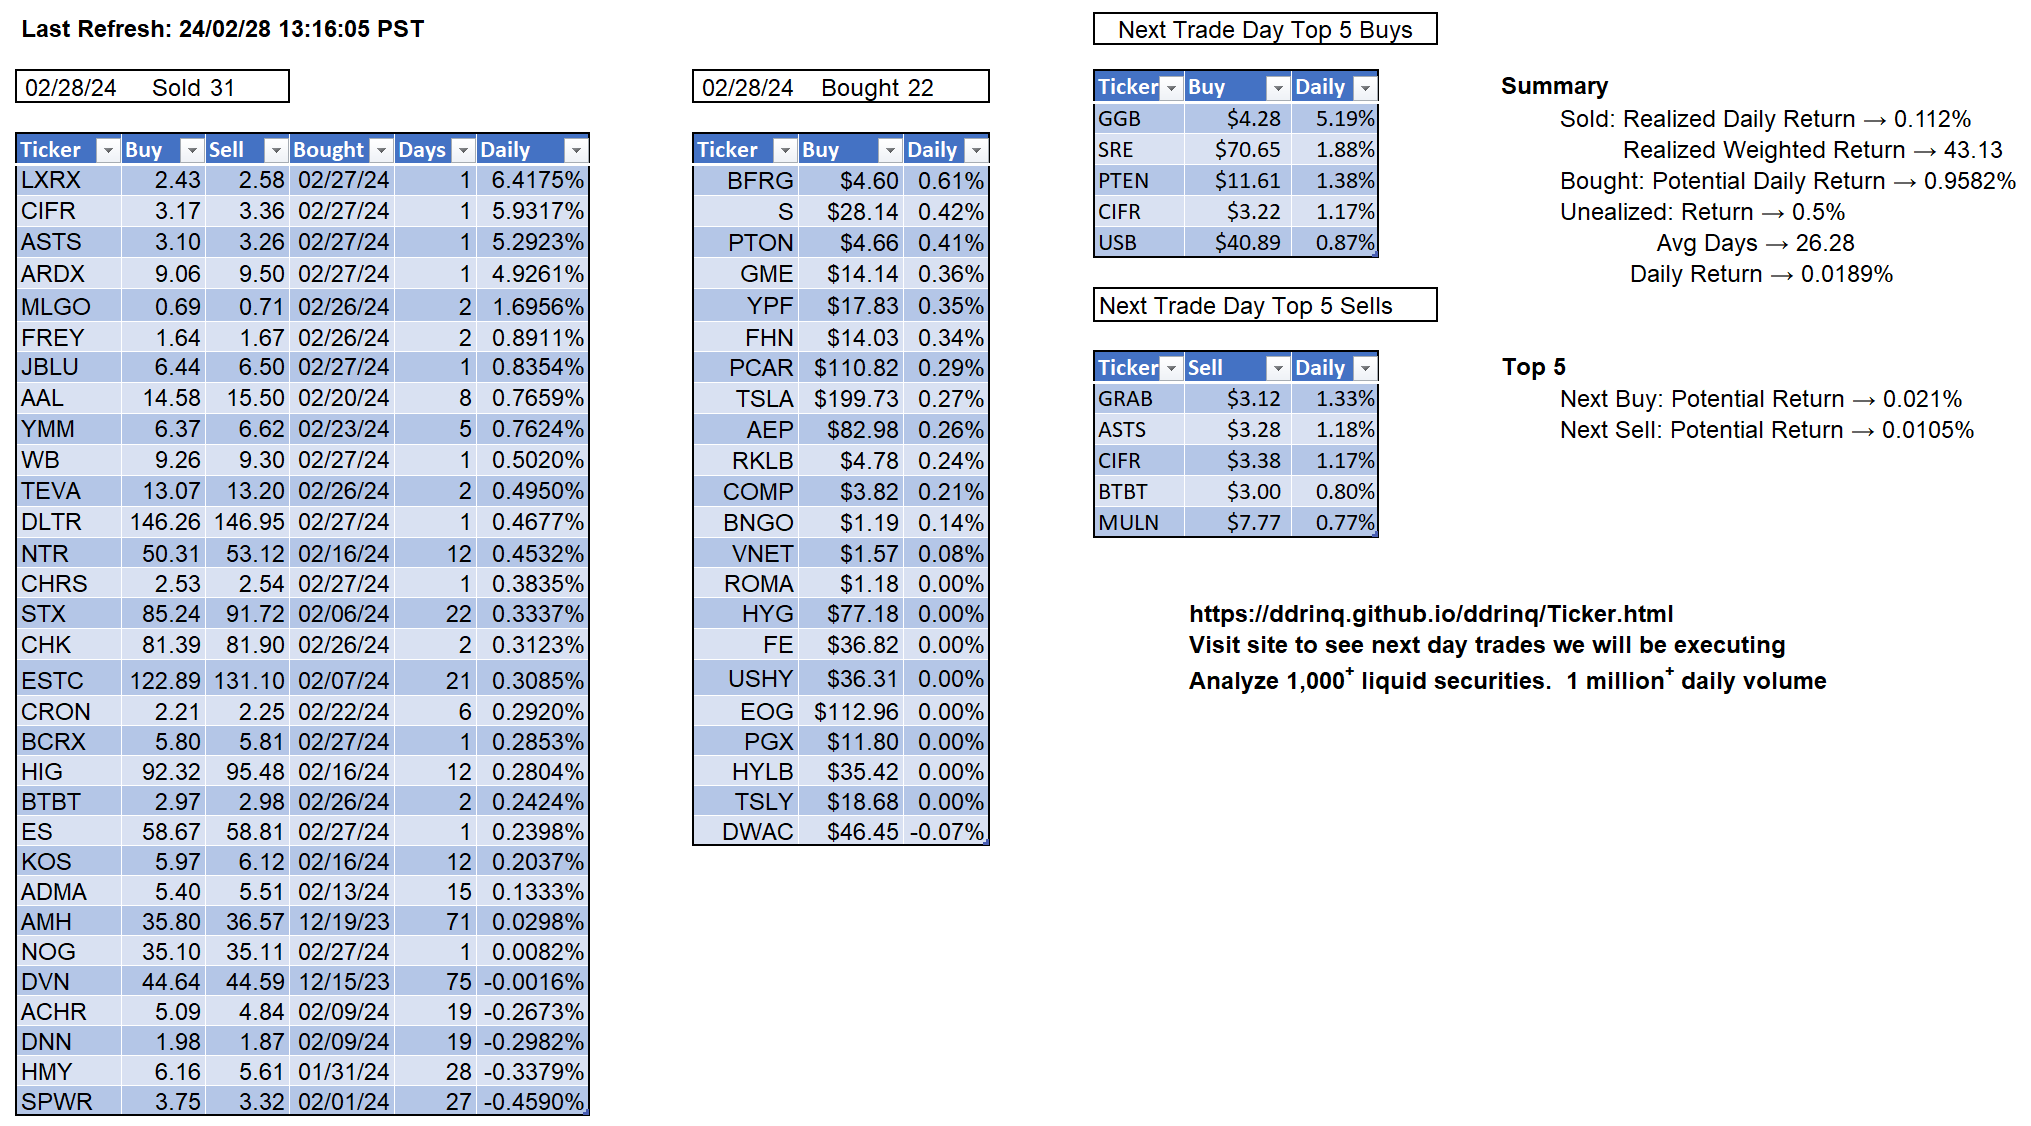 Last Refresh: 24/02/28 13:16:05 PST
02/28/24 Sold 31
Ticker Buy Sell Bought Days Daily
LXRX 2.43 2.58 02/27/24 1 6.4175%
CIFR 3.17 3.36 02/27/24 1 5.9317%
ASTS 3.10 3.26 02/27/24 1 5.2923%
ARDX 9.06 9.50 02/27/24 1 4.9261%
MLGO 0.69 0.71 02/26/24 2 1.6956%
FREY 1.64 1.67 02/26/24 2 0.8911%
JBLU 6.44 6.50 02/27/24 1 0.8354%
AAL 14.58 15.50 02/20/24 8 0.7659%
YMM 6.37 6.62 02/23/24 5 0.7624%
WB 9.26 9.30 02/27/24 1 0.5020%
TEVA 13.07 13.20 02/26/24 2 0.4950%
DLTR 146.26 146.95 02/27/24 1 0.4677%
NTR 50.31 53.12 02/16/24 12 0.4532%
CHRS 2.53 2.54 02/27/24 1 0.3835%
STX 85.24 91.72 02/06/24 22 0.3337%
CHK 81.39 81.90 02/26/24 2 0.3123%
ESTC 122.89 131.10 02/07/24 21 0.3085%
CRON 2.21 2.25 02/22/24 6 0.2920%
BCRX 5.80 5.81 02/27/24 1 0.2853%
HIG 92.32 95.48 02/16/24 12 0.2804%
BTBT 2.97 2.98 02/26/24 2 0.2424%
ES 58.67 58.81 02/27/24 1 0.2398%
KOS 5.97 6.12 02/16/24 12 0.2037%
ADMA 5.40 5.51 02/13/24 15 0.1333%
AMH 35.80 36.57 12/19/23 71 0.0298%
NOG 35.10 35.11 02/27/24 1 0.0082%
DVN 44.64 44.59 12/15/23 75 -0.0016%
ACHR 5.09 4.84 02/09/24 19 -0.2673%
DNN 1.98 1.87 02/09/24 19 -0.2982%
HMY 6.16 5.61 01/31/24 28 -0.3379%
SPWR 3.75 3.32 02/01/24 27 -0.4590%
02/28/24 Bought 22
Ticker Buy Daily
BFRG $4.60 0.61%
S $28.14 0.42%
PTON $4.66 0.41%
GME $14.14 0.36%
YPF $17.83 0.35%
FHN $14.03 0.34%
PCAR $110.82 0.29%
TSLA $199.73 0.27%
AEP $82.98 0.26%
RKLB $4.78 0.24%
COMP $3.82 0.21%
BNGO $1.19 0.14%
VNET $1.57 0.08%
ROMA $1.18 0.00%
HYG $77.18 0.00%
FE $36.82 0.00%
USHY $36.31 0.00%
EOG $112.96 0.00%
PGX $11.80 0.00%
HYLB $35.42 0.00%
TSLY $18.68 0.00%
DWAC $46.45 -0.07%
Next Trade Day Top 5 Buys
Ticker Buy Daily
GGB $4.28 5.19%
SRE $70.65 1.88%
PTEN $11.61 1.38%
CIFR $3.22 1.17%
USB $40.89 0.87%
Next Trade Day Top 5 Sells
Ticker Sell Daily
GRAB $3.12 1.33%
ASTS $3.28 1.18%
CIFR $3.38 1.17%
BTBT $3.00 0.80%
MULN $7.77 0.77%
Summary
Sold: Realized Daily Return → 0.112%
Realized Weighted Return → 43.13
Bought: Potential Daily Return → 0.9582%
Unealized: Return → 0.5%
Avg Days → 26.28
Daily Return → 0.0189%
Top 5
Next Buy: Potential Return → 0.021%
Next Sell: Potential Return → 0.0105%
https://ddrinq.github.io/ddrinq/Ticker.html
Visit site to see next day trades we will be executing
Analyze 1,000+ liquid securities. 1 million+ daily volume